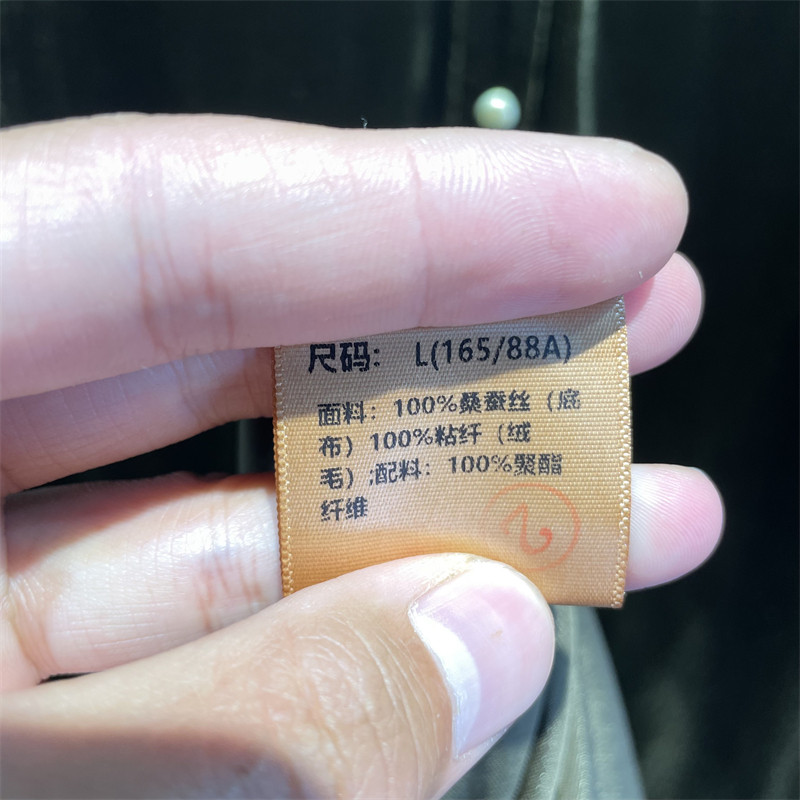 尺码： L(165/88A)
面料：100%桑蚕丝（底
布）100%粘纤（绒
毛）;配料：100%聚酯
纤维
2